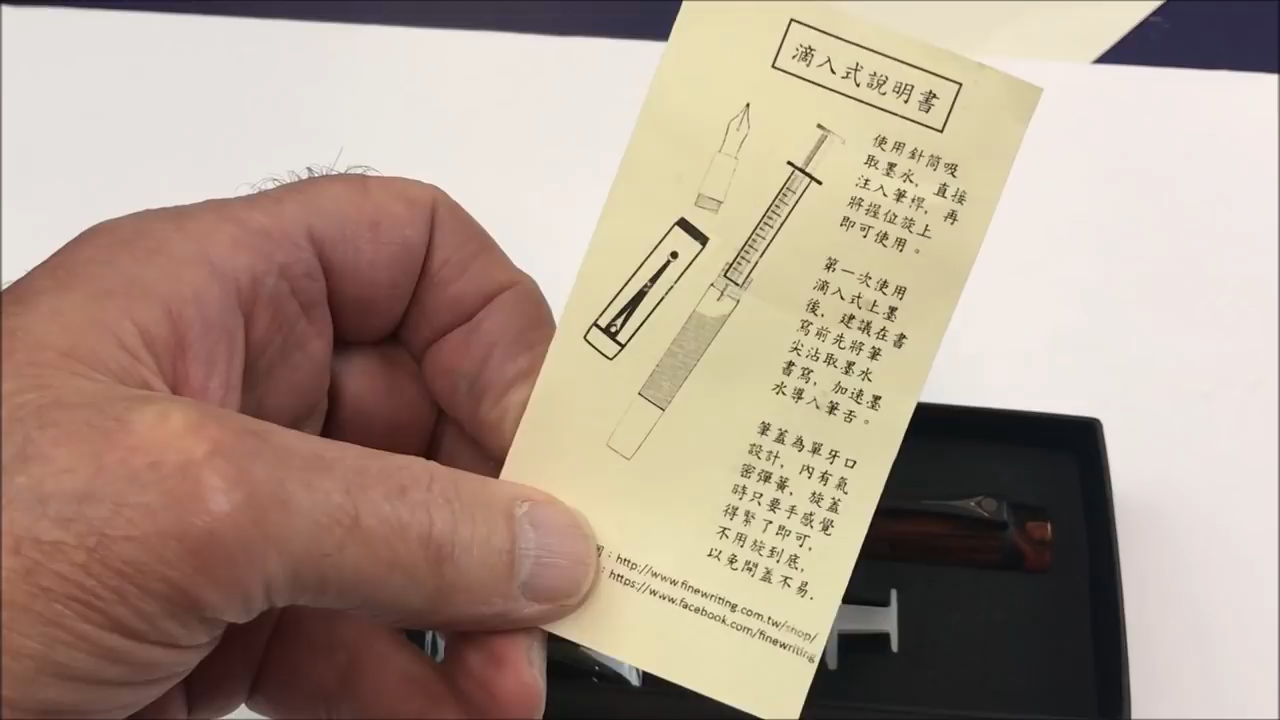 滴入式說明書
使用針筒吸
取墨水，直接
注入筆桿，再
將握位旋上
即可使用。
第一次使用
滴入式上墨
後，建議在書
寫前先將筆
尖沾取墨水
書寫，加速墨
水導入筆舌。
筆蓋為單牙口
設計，內有氣
密彈簧，旋蓋
時只要手感覺
得緊了即可，
不用旋到底，
以免開蓋不易.
：http://www.finewriting.com.tw/shop/
：https://www.facebook.com/finewriting